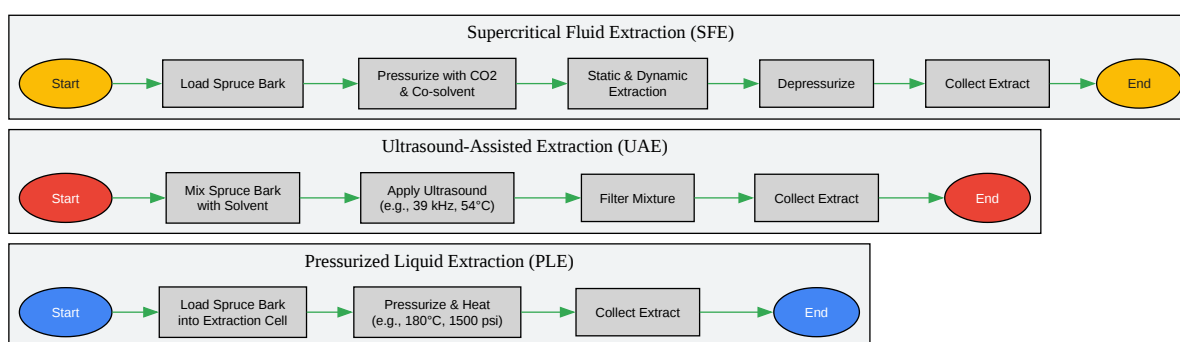 Supercritical Fluid Extraction (SFE)
Start
Load Spruce Bark
Pressurize with CO2
& Co-solvent
Static & Dynamic
Extraction
Depressurize
Collect Extract
End
Ultrasound-Assisted Extraction (UAE)
Start
Mix Spruce Bark
with Solvent
Apply Ultrasound
(e.g., 39 kHz, 54°C)
Filter Mixture
Collect Extract
End
Pressurized Liquid Extraction (PLE)
Start
Load Spruce Bark
into Extraction Cell
Pressurize & Heat
(e.g., 180°C, 1500 psi)
Collect Extract
End